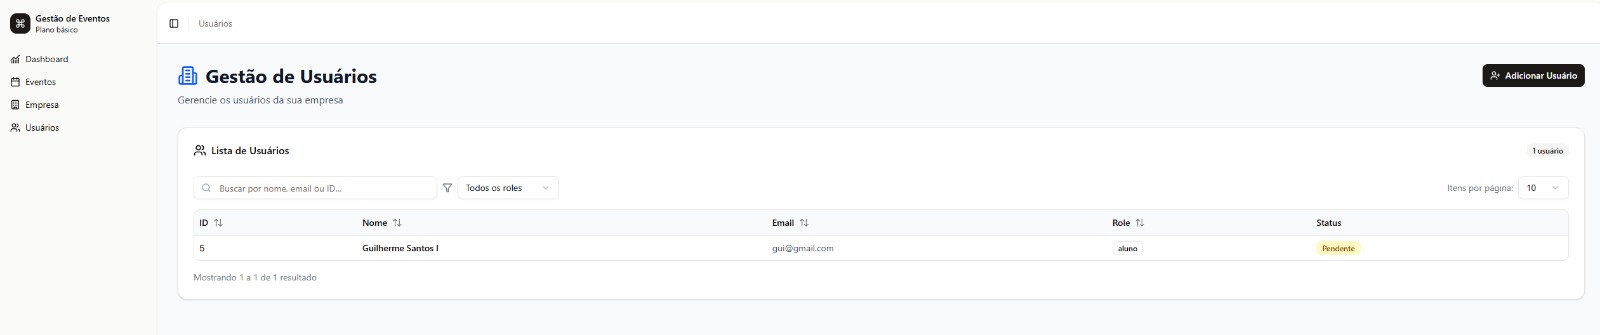 Gestão de Eventos
Plano básico
Dashboard
Eventos
Empresa
Usuários
Usuários
Gestão de Usuários
Gerencie os usuários da sua empresa
Adicionar Usuário
Lista de Usuários
1 usuário
Buscar por nome, email ou ID...
Todos os roles
Itens por página: 10
ID Nome Email Role Status
5 Guilherme Santos l gui@gmail.com aluno Pendente
Mostrando 1 a 1 de 1 resultado